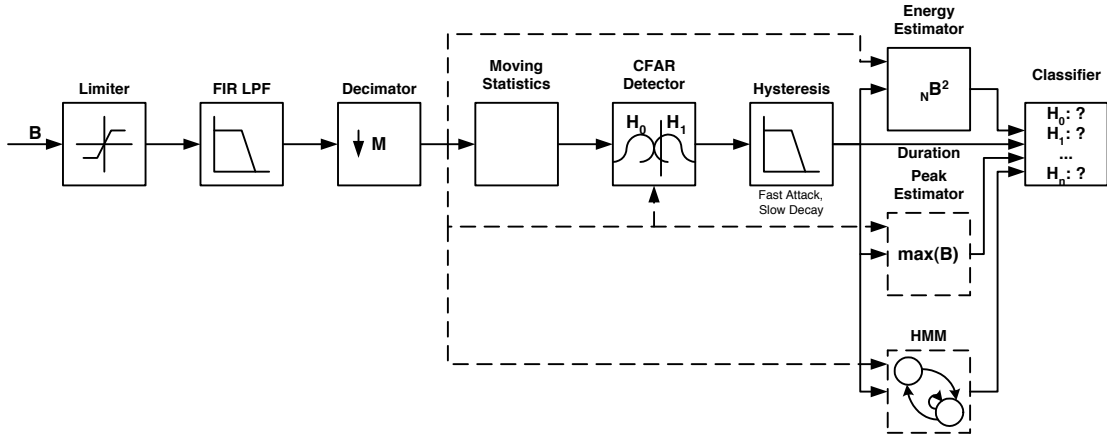 Energy
Estimator
Moving
Statistics
CFAR
Detector
Classifier
Limiter
FIR LPF
Decimator
Hysteresis
B
M
H0
H1
NB2
H0: ?
H1: ?
...
Hn: ?
Duration
Peak
Estimator
Fast Attack,
Slow Decay
max(B)
HMM